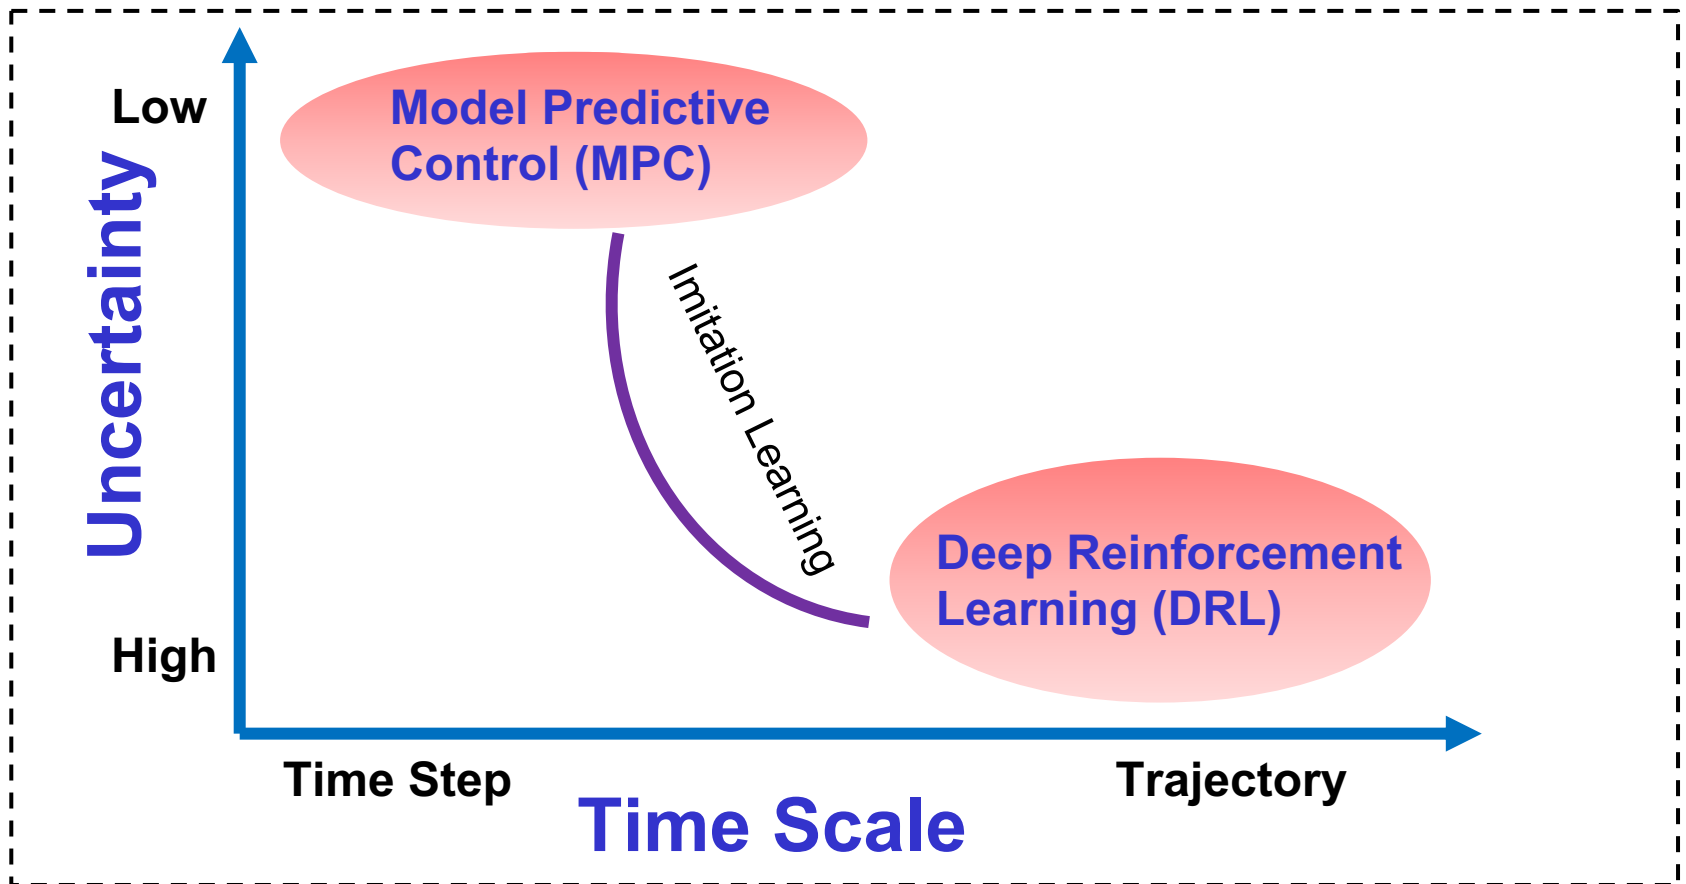 Low
Model Predictive
Control (MPC)
Uncertainty
Imitation Learning
Deep Reinforcement
Learning (DRL)
High
Time Step
Trajectory
Time Scale